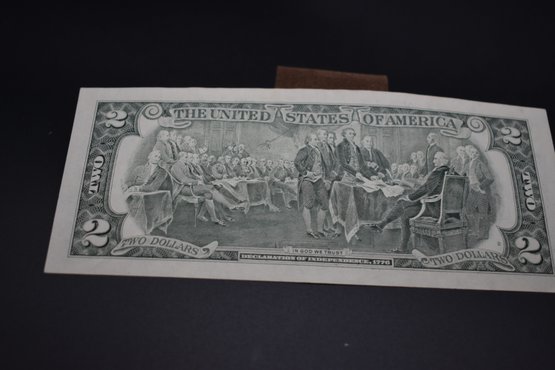 THE UNITED STATES OF AMERICA
2 2
TWO TWO
2 2
TWO DOLLARS TWO DOLLARS
IN GOD WE TRUST
DECLARATION OF INDEPENDENCE, 1776